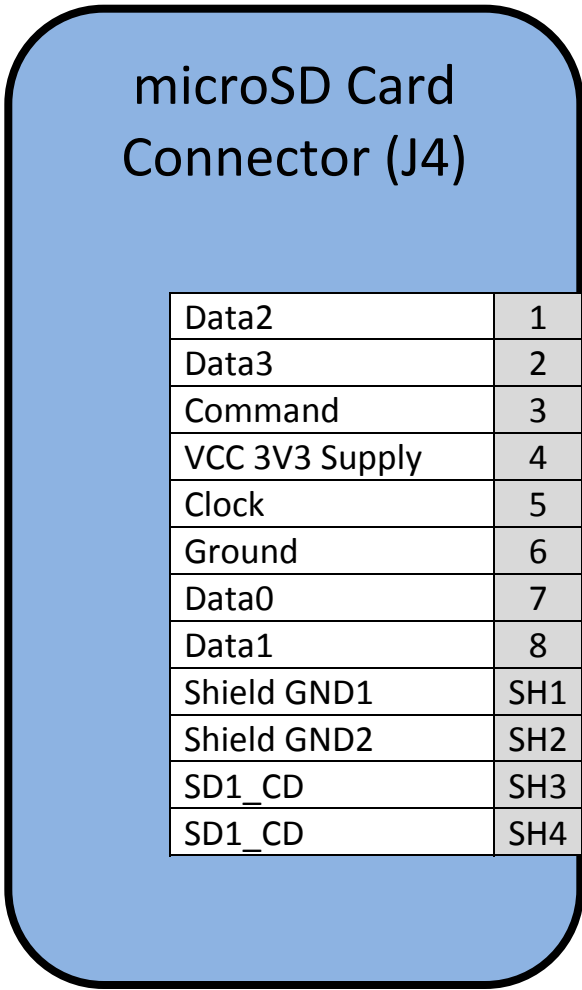 microSD Card
Connector (J4)
Data2 1
Data3 2
Command 3
VCC 3V3 Supply 4
Clock 5
Ground 6
Data0 7
Data1 8
Shield GND1 SH1
Shield GND2 SH2
SD1_CD SH3
SD1_CD SH4